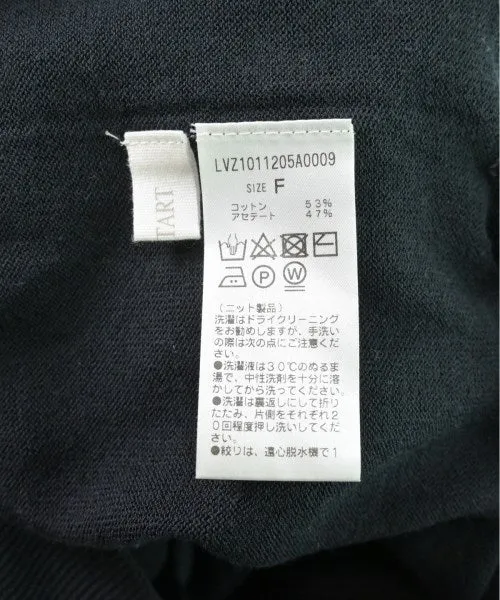 TART
LVZ1011205A0009
SIZE F
コットン 53%
アセテート 47%
P
W
(ニット製品)
洗濯はドライクリーニング
をお勧めしますが、手洗い
の際は次の点にご留意くだ
さい。
●洗濯液は30℃のぬるま
湯で、中性洗剤を十分に溶
かしてから洗ってください。
●洗濯は裏返しにして折り
たたみ、片側をそれぞれ2
0回程度押し洗いしてくだ
さい。
●絞りは、遠心脱水機で1